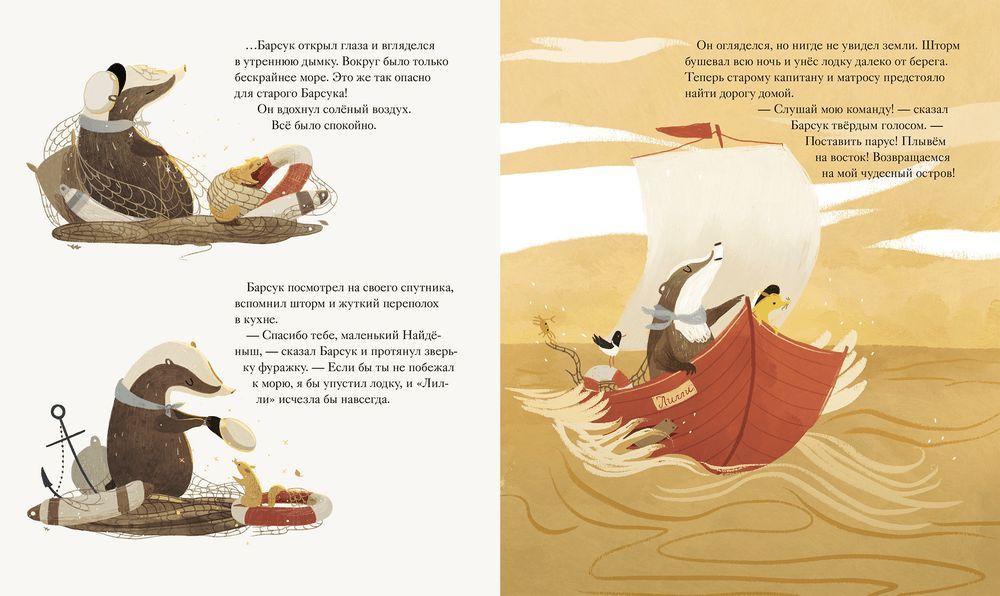 …Барсук открыл глаза и вгляделся
в утреннюю дымку. Вокруг было только
бескрайнее море. Это же так опасно
для старого Барсука!
Он вдохнул солёный воздух.
Всё было спокойно.
Барсук посмотрел на своего спутника,
вспомнил шторм и жуткий переполох
в кухне.
— Спасибо тебе, маленький Найдё-
ныш, — сказал Барсук и протянул зверь-
ку фуражку. — Если бы ты не побежал
к морю, я бы упустил лодку, и «Лил-
ли» исчезла бы навсегда.
Он огляделся, но нигде не увидел земли. Шторм
бушевал всю ночь и унёс лодку далеко от берега.
Теперь старому капитану и матросу предстояло
найти дорогу домой.
— Слушай мою команду! — сказал
Барсук твёрдым голосом. —
Поставить парус! Плывём
на восток! Возвращаемся
на мой чудесный остров!
Лилли